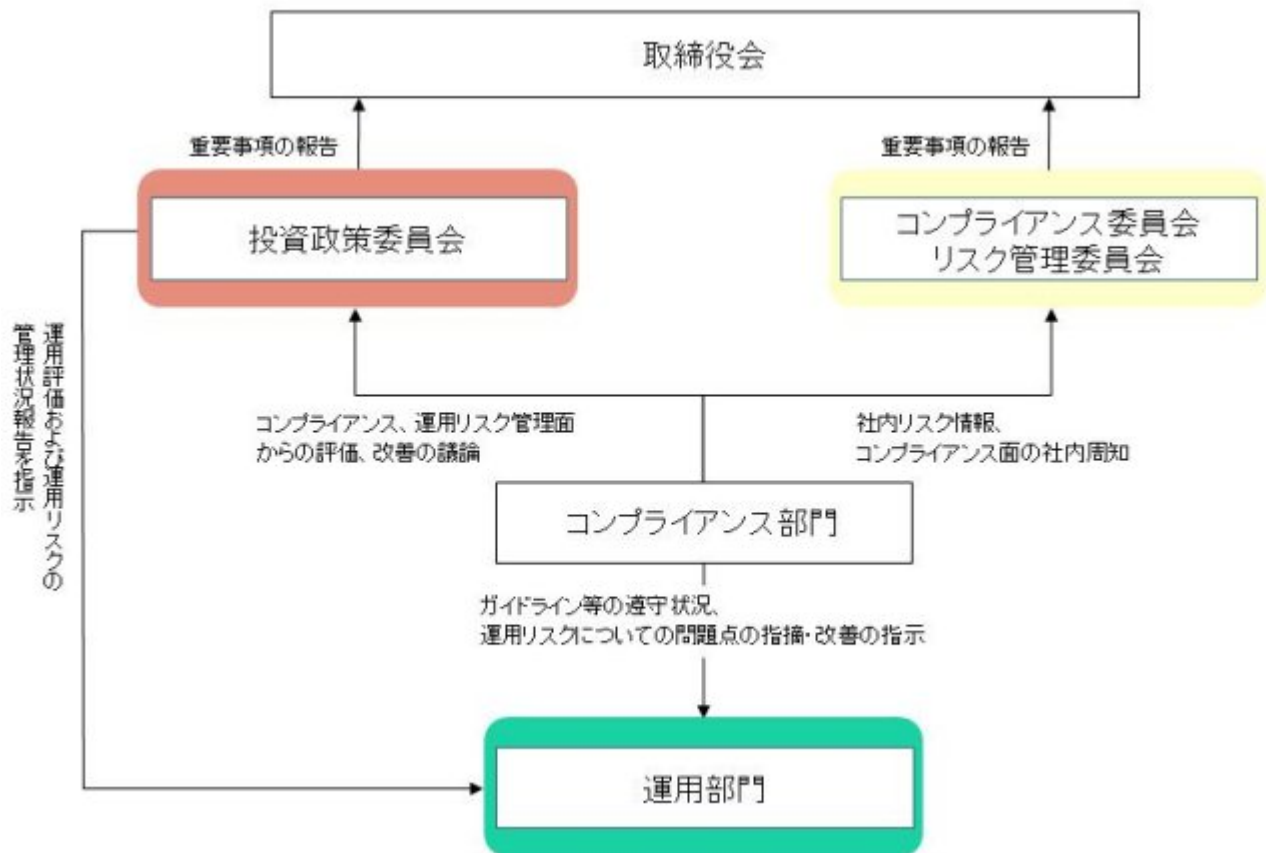 取締役会
重要事項の報告
重要事項の報告
投資政策委員会
コンプライアンス委員会
リスク管理委員会
運用評価および運用リスクの
管理状況報告を指示
コンプライアンス、運用リスク管理面
からの評価、改善の議論
社内リスク情報、
コンプライアンス面の社内周知
コンプライアンス部門
ガイドライン等の遵守状況、
運用リスクについての問題点の指摘・改善の指示
運用部門